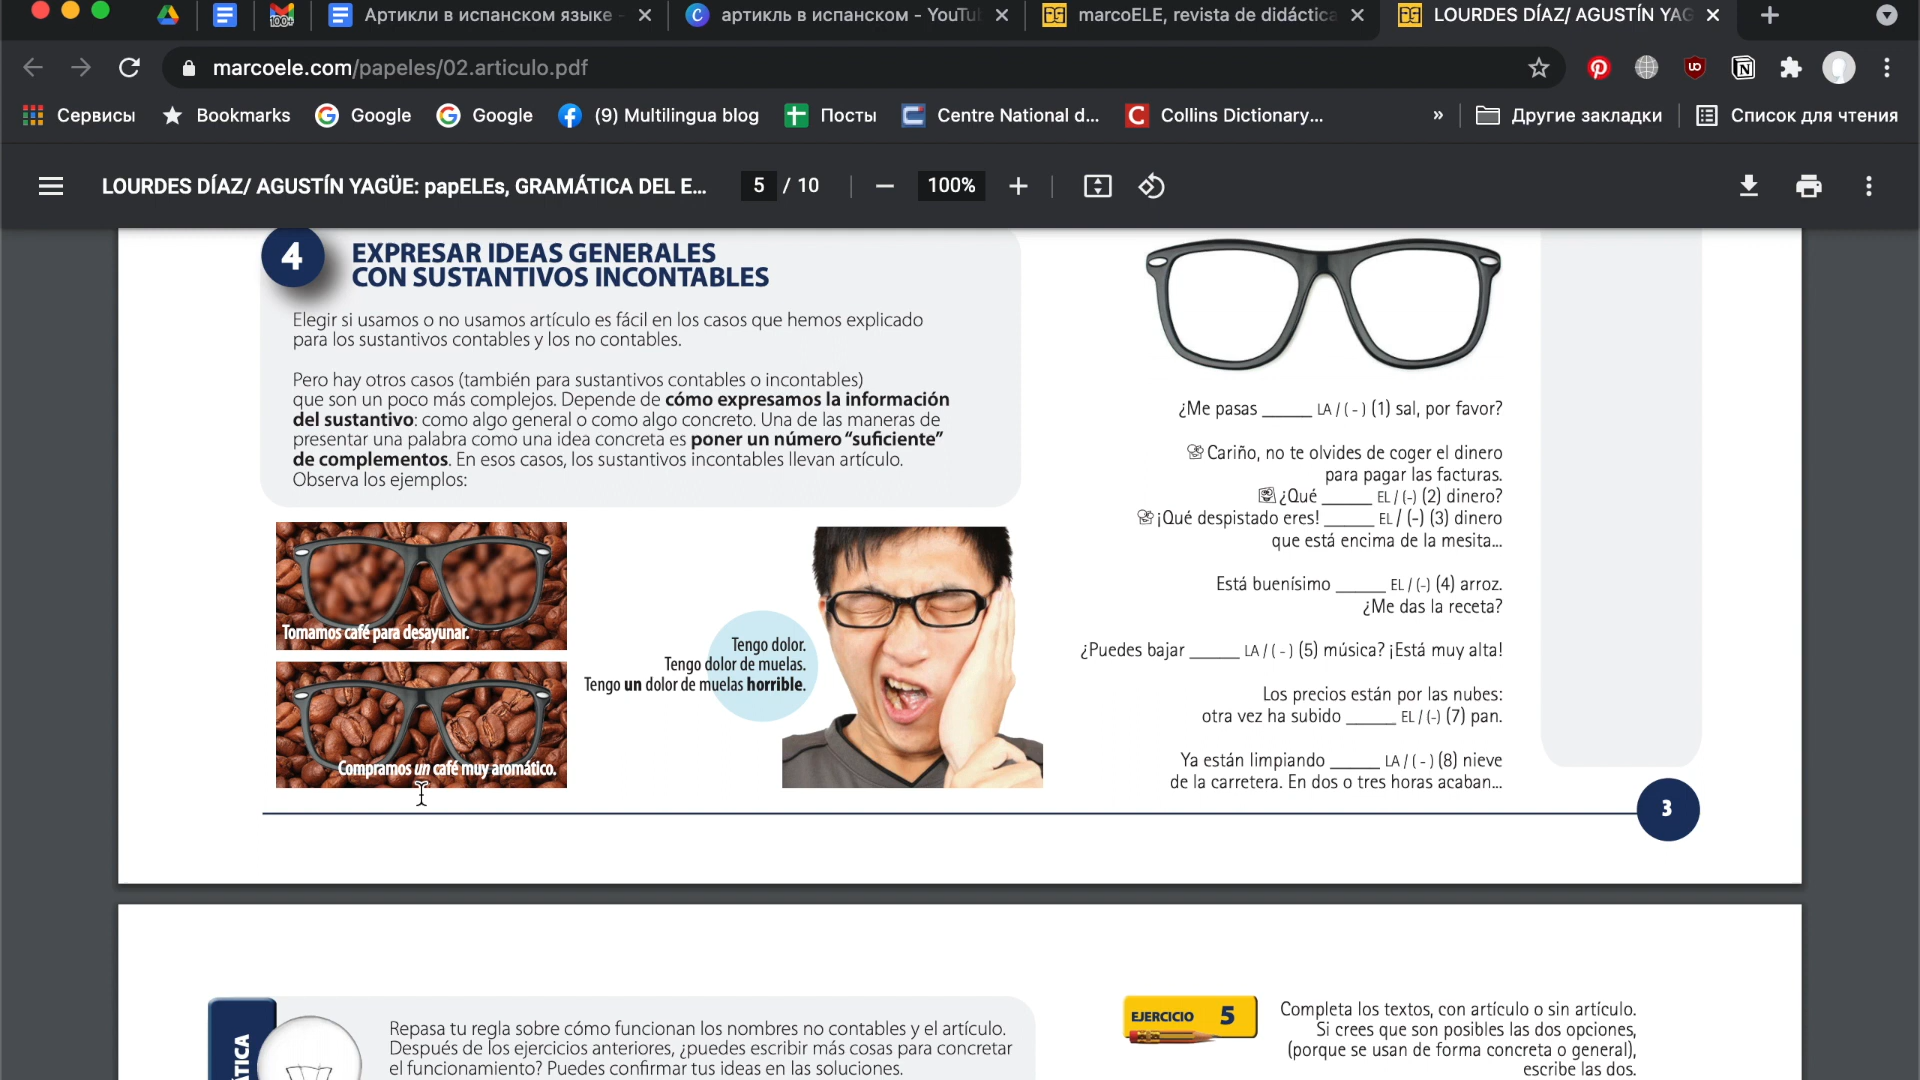 Артикли в испанском языке -
артикль в испанском - YouTu
marcoELE, revista de didáctica
LOURDES DÍAZ/ AGUSTÍN YAG
marcoele.com/papeles/02.articulo.pdf
Сервисы
Bookmarks
Google
Google
(9) Multilingua blog
Посты
Centre National d...
Collins Dictionary...
»
Другие закладки
Список для чтения
LOURDES DÍAZ/ AGUSTÍN YAGÜE: papELEs, GRAMÁTICA DEL E...
5 / 10
100%
4
EXPRESAR IDEAS GENERALES
CON SUSTANTIVOS INCONTABLES
Elegir si usamos o no usamos artículo es fácil en los casos que hemos explicado
para los sustantivos contables y los no contables.
Pero hay otros casos (también para sustantivos contables o incontables)
que son un poco más complejos. Depende de cómo expresamos la información
del sustantivo: como algo general o como algo concreto. Una de las maneras de
presentar una palabra como una idea concreta es poner un número "suficiente"
de complementos. En esos casos, los sustantivos incontables llevan artículo.
Observa los ejemplos:
Tomamos café para desayunar.
Compramos un café muy aromático.
Tengo dolor.
Tengo dolor de muelas.
Tengo un dolor de muelas horrible.
¿Me pasas ______ LA / ( - ) (1) sal, por favor?
Cariño, no te olvides de coger el dinero
para pagar las facturas.
¿Qué ______ EL / (-) (2) dinero?
¡Qué despistado eres! ______ EL / (-) (3) dinero
que está encima de la mesita...
Está buenísimo ______ EL / (-) (4) arroz.
¿Me das la receta?
¿Puedes bajar ______ LA / ( - ) (5) música? ¡Está muy alta!
Los precios están por las nubes:
otra vez ha subido ______ EL / (-) (7) pan.
Ya están limpiando ______ LA / ( - ) (8) nieve
de la carretera. En dos o tres horas acaban...
3
ÁTICA
Repasa tu regla sobre cómo funcionan los nombres no contables y el artículo.
Después de los ejercicios anteriores, ¿puedes escribir más cosas para concretar
el funcionamiento? Puedes confirmar tus ideas en las soluciones.
EJERCICIO 5
Completa los textos, con artículo o sin artículo.
Si crees que son posibles las dos opciones,
(porque se usan de forma concreta o general),
escribe las dos.